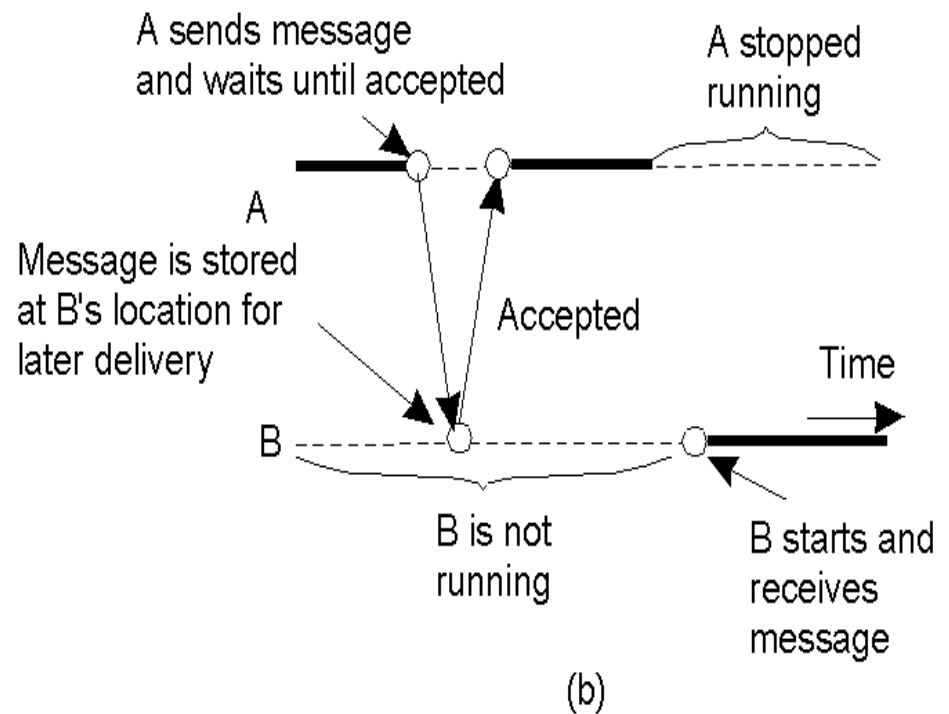 A sends message
and waits until accepted
A stopped
running
A
Message is stored
at B's location for
later delivery
Accepted
Time
B
B is not
running
B starts and
receives
message
(b)